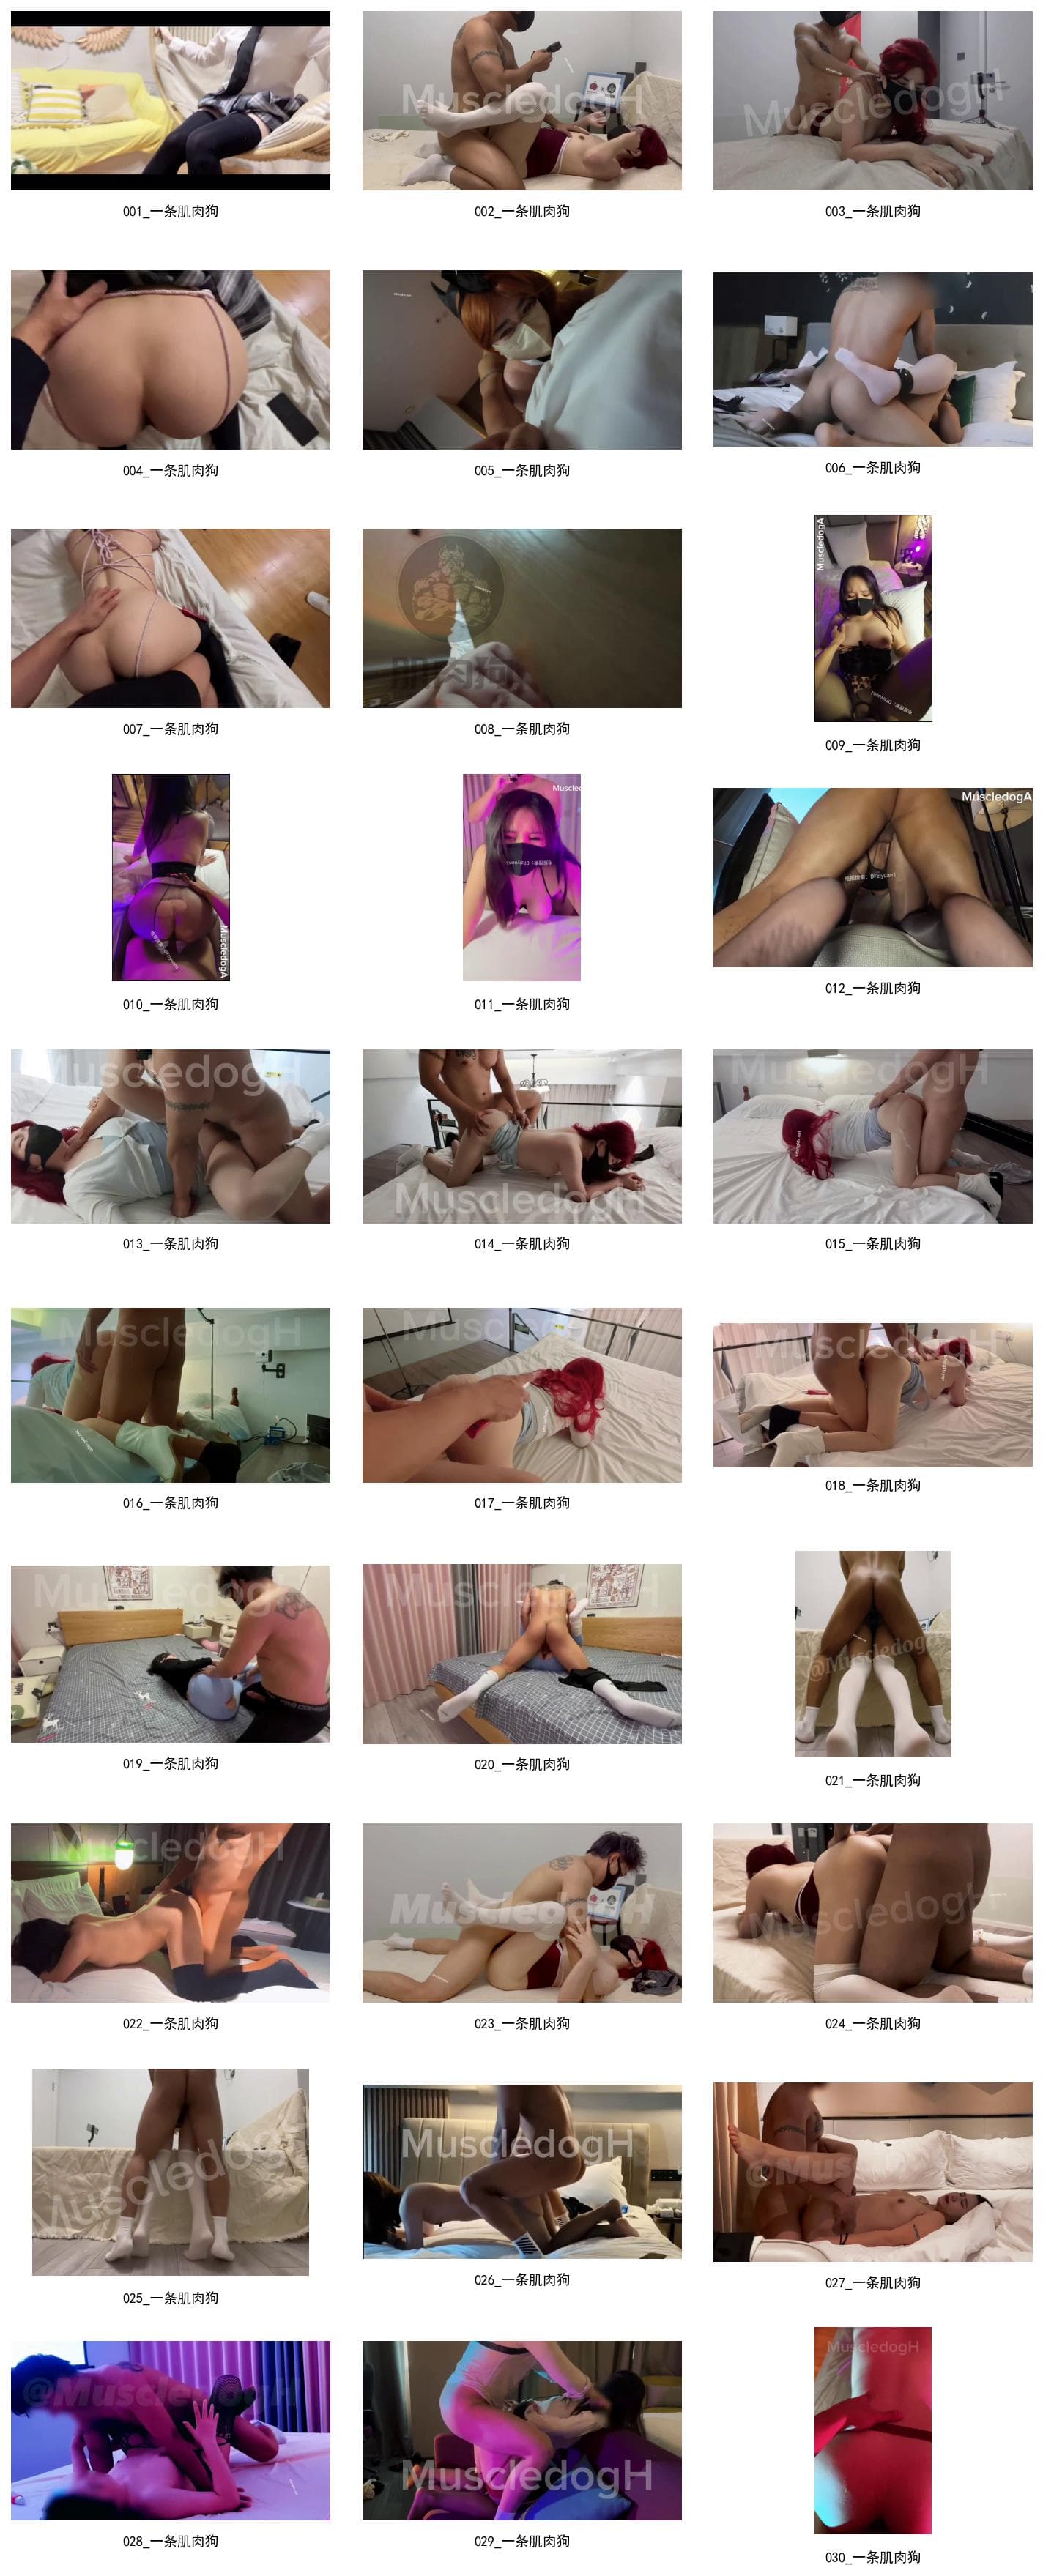 MuscledogH
MuscledogH
001_一条肌肉狗
002_一条肌肉狗
003_一条肌肉狗
004_一条肌肉狗
005_一条肌肉狗
006_一条肌肉狗
肌肉狗
MuscledogA
007_一条肌肉狗
008_一条肌肉狗
009_一条肌肉狗
MuscledogA
Muscled
MuscledogA
010_一条肌肉狗
011_一条肌肉狗
012_一条肌肉狗
MuscledogH
MuscledogH
MuscledogH
013_一条肌肉狗
014_一条肌肉狗
015_一条肌肉狗
MuscledogH
MuscledogH
016_一条肌肉狗
017_一条肌肉狗
018_一条肌肉狗
MuscledogH
@MuscledogH
019_一条肌肉狗
020_一条肌肉狗
021_一条肌肉狗
MuscledogH
MuscledogH
MuscledogH
022_一条肌肉狗
023_一条肌肉狗
024_一条肌肉狗
Muscledog
MuscledogH
@Mus
025_一条肌肉狗
026_一条肌肉狗
027_一条肌肉狗
@MuscledogH
MuscledogH
MuscledogH
028_一条肌肉狗
029_一条肌肉狗
030_一条肌肉狗